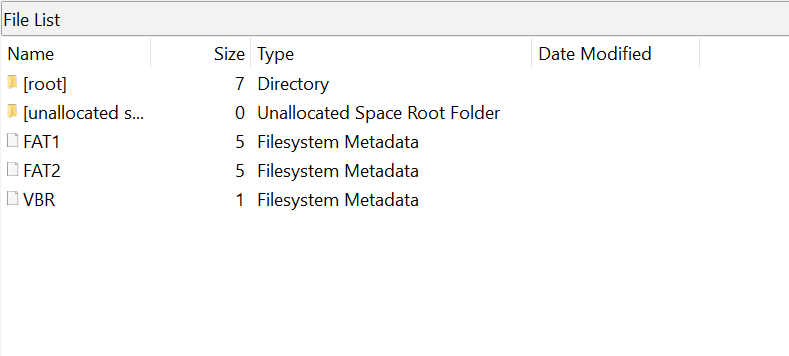 File List
Name Size Type Date Modified
[root] 7 Directory
[unallocated s... 0 Unallocated Space Root Folder
FAT1 5 Filesystem Metadata
FAT2 5 Filesystem Metadata
VBR 1 Filesystem Metadata